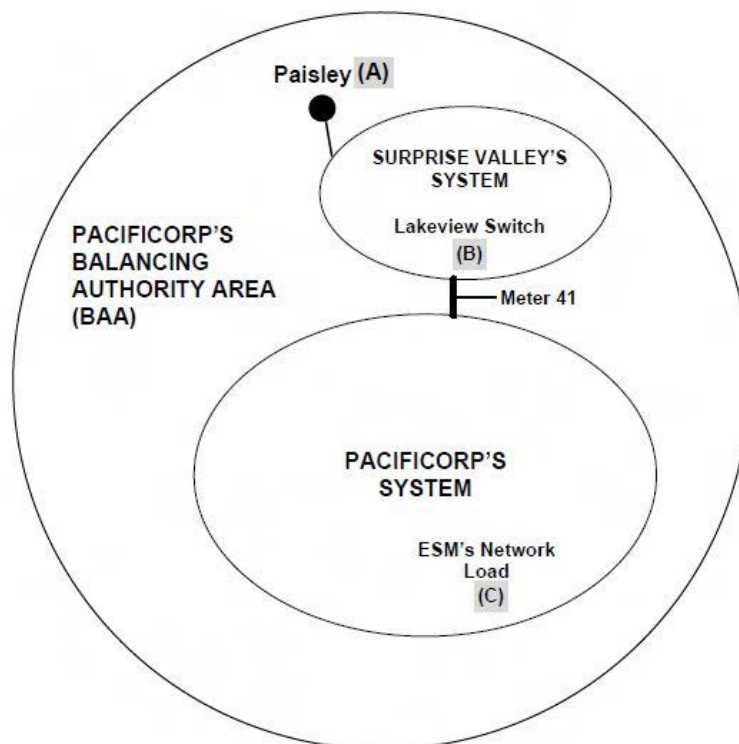 Paisley (A)
SURPRISE VALLEY'S
SYSTEM
Lakeview Switch
(B)
PACIFICORP'S
BALANCING
AUTHORITY AREA
(BAA)
Meter 41
PACIFICORP'S
SYSTEM
ESM's Network
Load
(C)